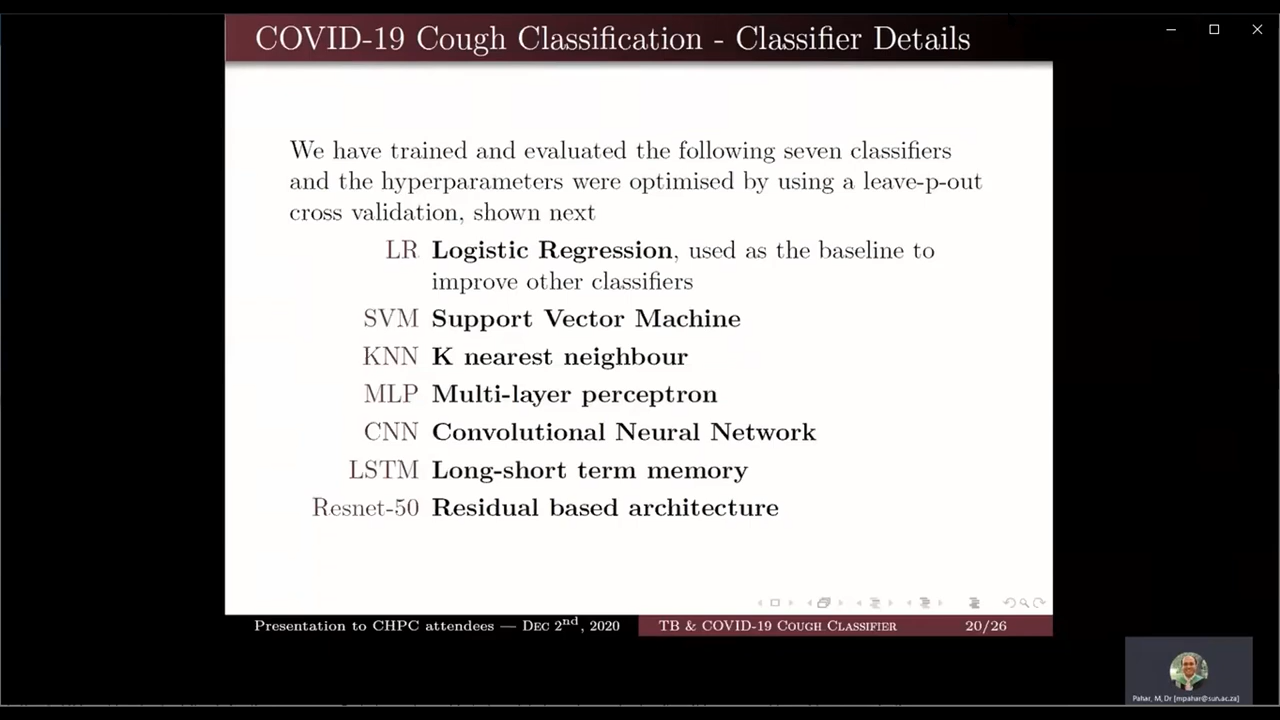 COVID-19 Cough Classification - Classifier Details
We have trained and evaluated the following seven classifiers
and the hyperparameters were optimised by using a leave-p-out
cross validation, shown next
LR Logistic Regression, used as the baseline to
improve other classifiers
SVM Support Vector Machine
KNN K nearest neighbour
MLP Multi-layer perceptron
CNN Convolutional Neural Network
LSTM Long-short term memory
Resnet-50 Residual based architecture
Presentation to CHPC attendees — Dec 2nd, 2020 TB & COVID-19 Cough Classifier 20/26
Pahar, M, Dr [mpahar@sun.ac.za]